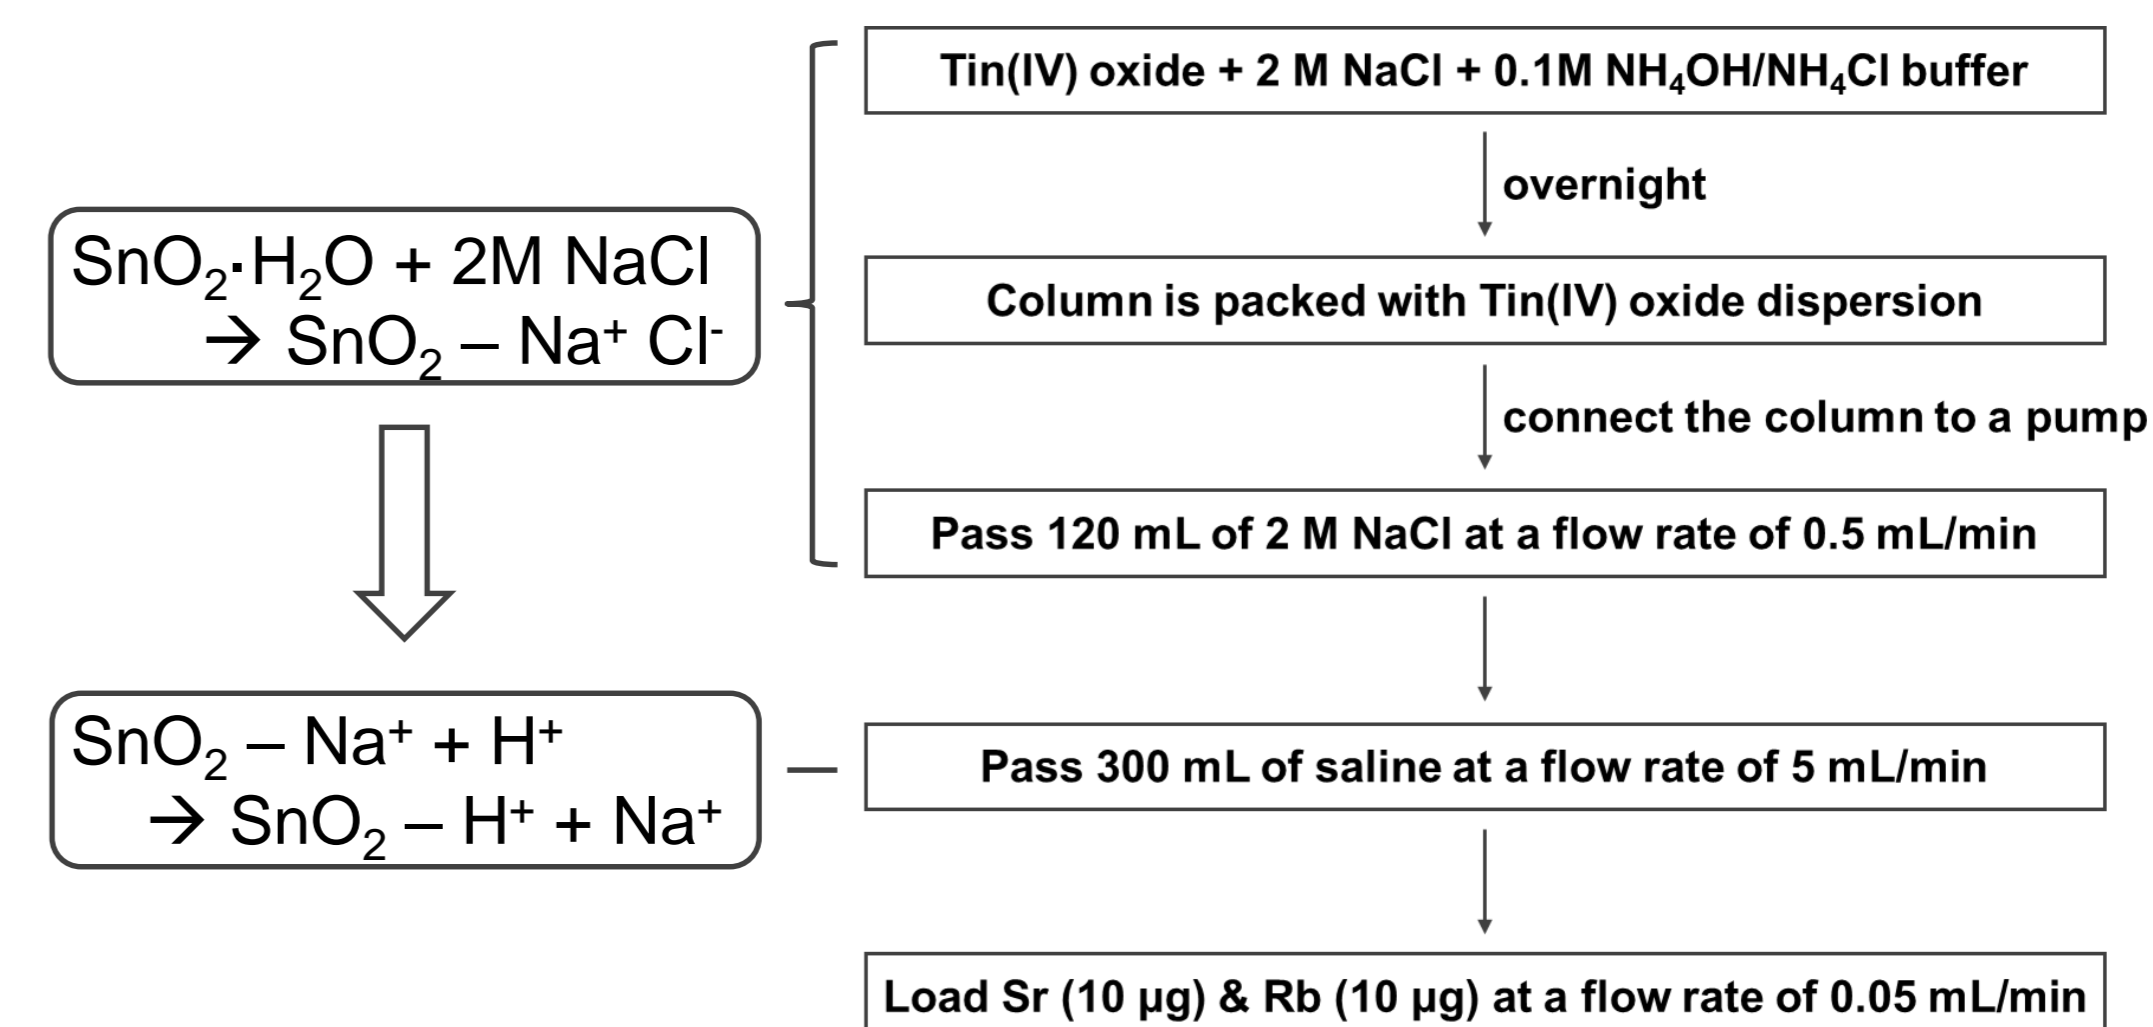 Tin(IV) oxide + 2 M NaCl + 0.1M NH₄OH/NH₄Cl buffer
overnight
SnO₂·H₂O + 2M NaCl
→ SnO₂ – Na⁺ Cl⁻
Column is packed with Tin(IV) oxide dispersion
connect the column to a pump
Pass 120 mL of 2 M NaCl at a flow rate of 0.5 mL/min
SnO₂ – Na⁺ + H⁺
→ SnO₂ – H⁺ + Na⁺
Pass 300 mL of saline at a flow rate of 5 mL/min
Load Sr (10 μg) & Rb (10 μg) at a flow rate of 0.05 mL/min